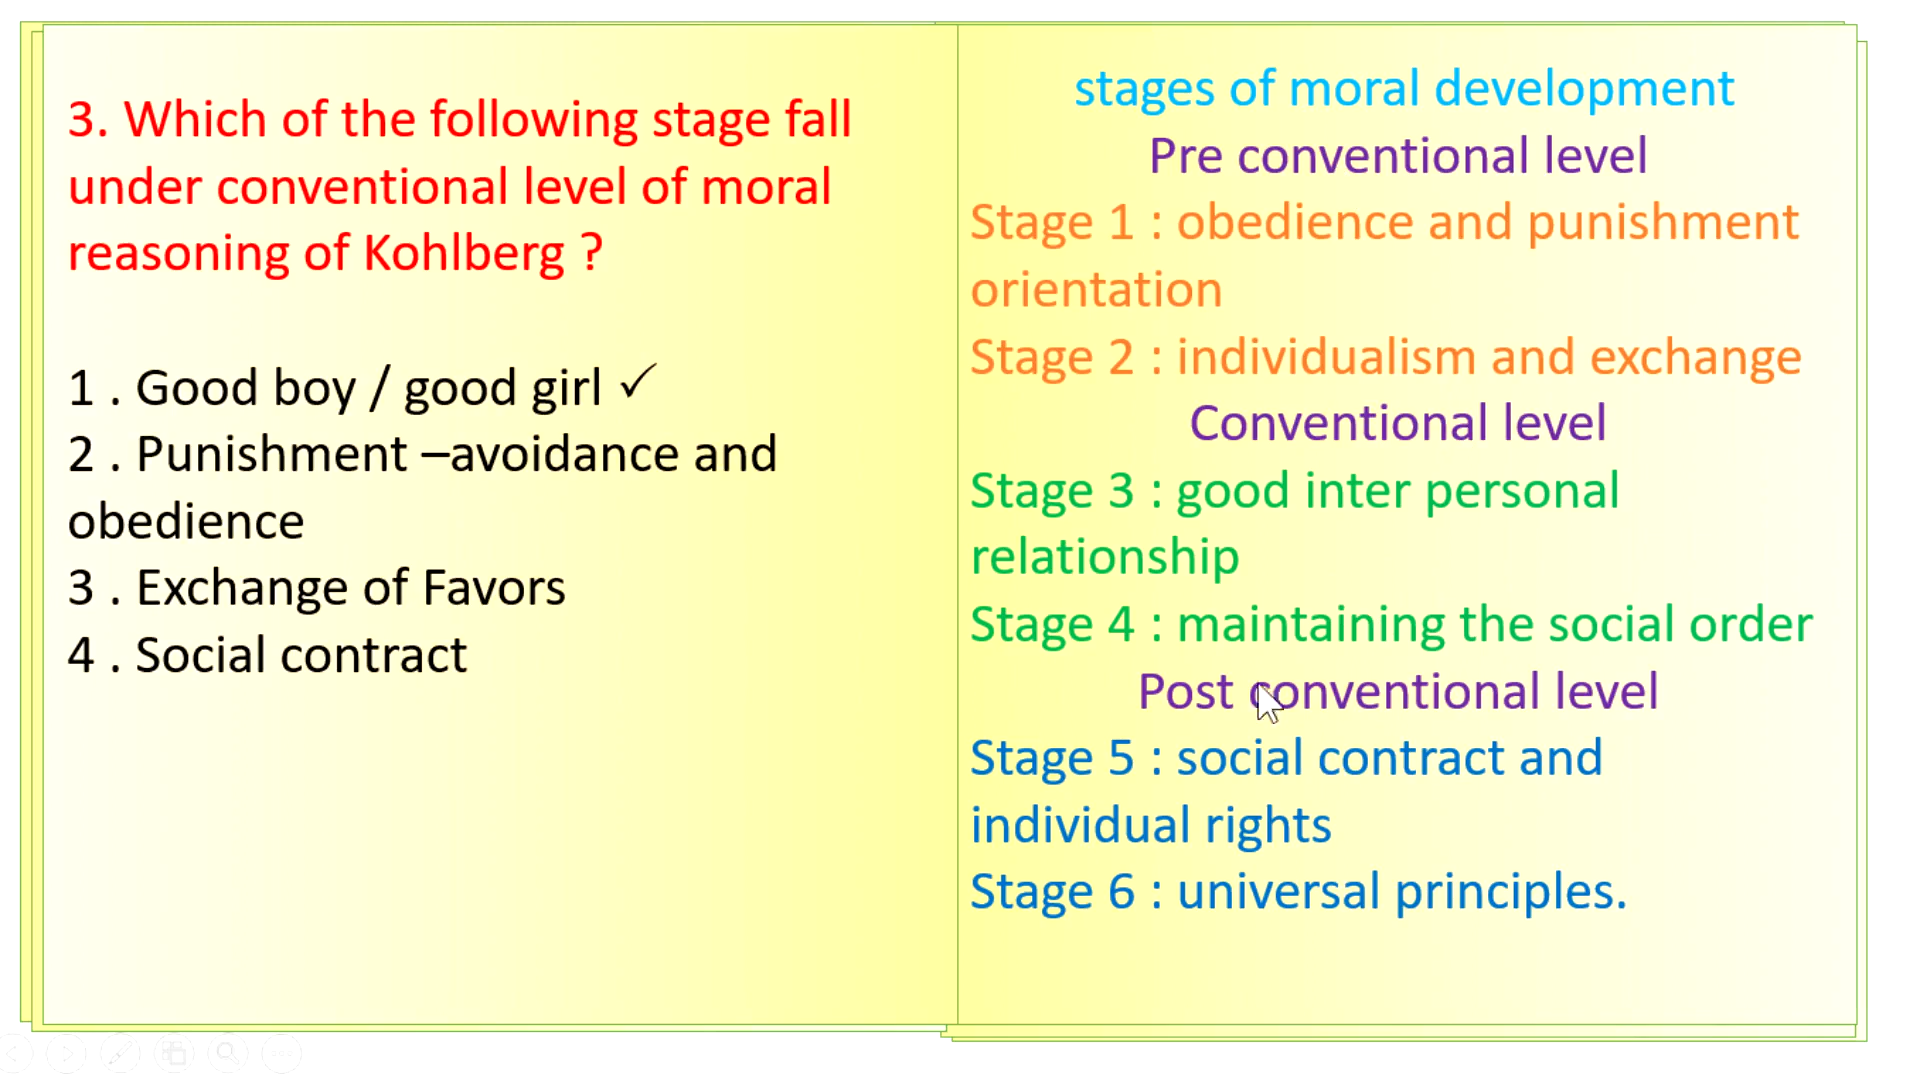 3. Which of the following stage fall
under conventional level of moral
reasoning of Kohlberg ?
1 . Good boy / good girl ✓
2 . Punishment –avoidance and
obedience
3 . Exchange of Favors
4 . Social contract
stages of moral development
Pre conventional level
Stage 1 : obedience and punishment
orientation
Stage 2 : individualism and exchange
Conventional level
Stage 3 : good inter personal
relationship
Stage 4 : maintaining the social order
Post conventional level
Stage 5 : social contract and
individual rights
Stage 6 : universal principles.